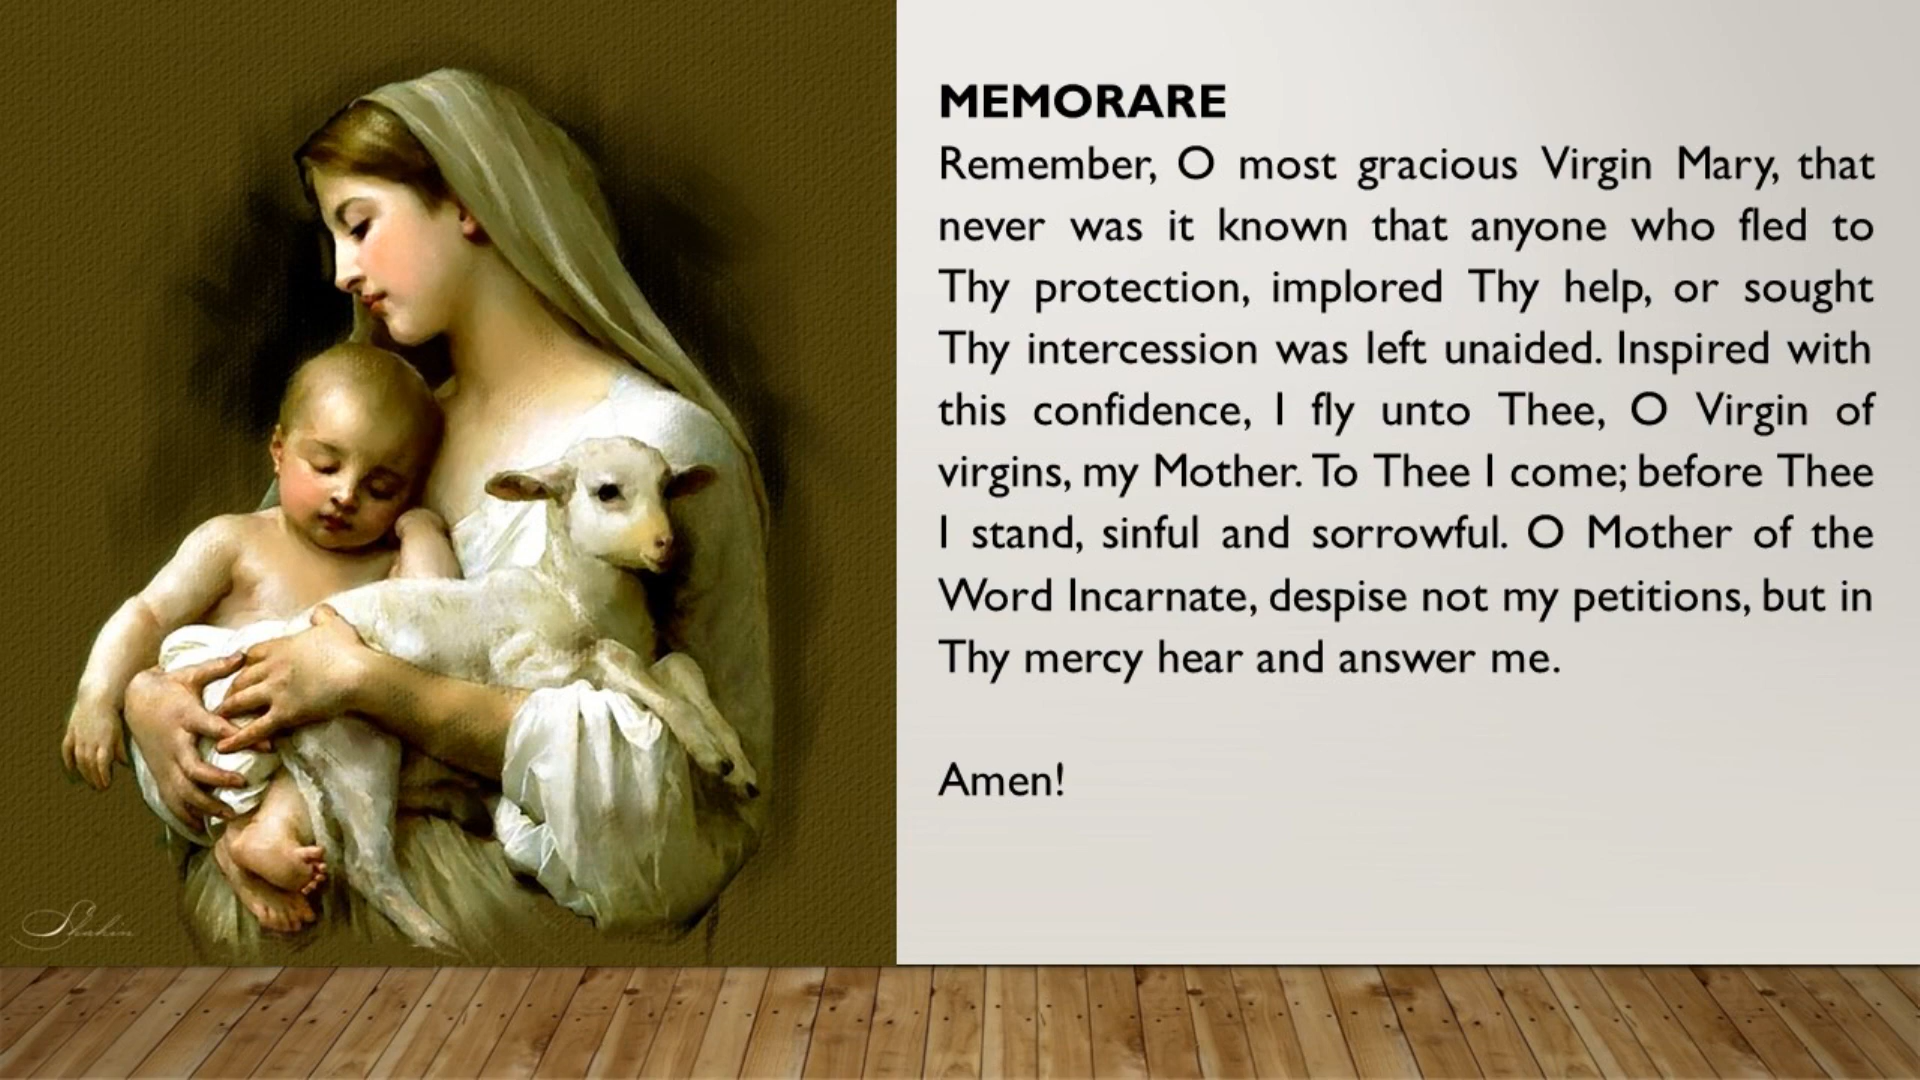 MEMORARE
Remember, O most gracious Virgin Mary, that
never was it known that anyone who fled to
Thy protection, implored Thy help, or sought
Thy intercession was left unaided. Inspired with
this confidence, I fly unto Thee, O Virgin of
virgins, my Mother. To Thee I come; before Thee
I stand, sinful and sorrowful. O Mother of the
Word Incarnate, despise not my petitions, but in
Thy mercy hear and answer me.
Amen!